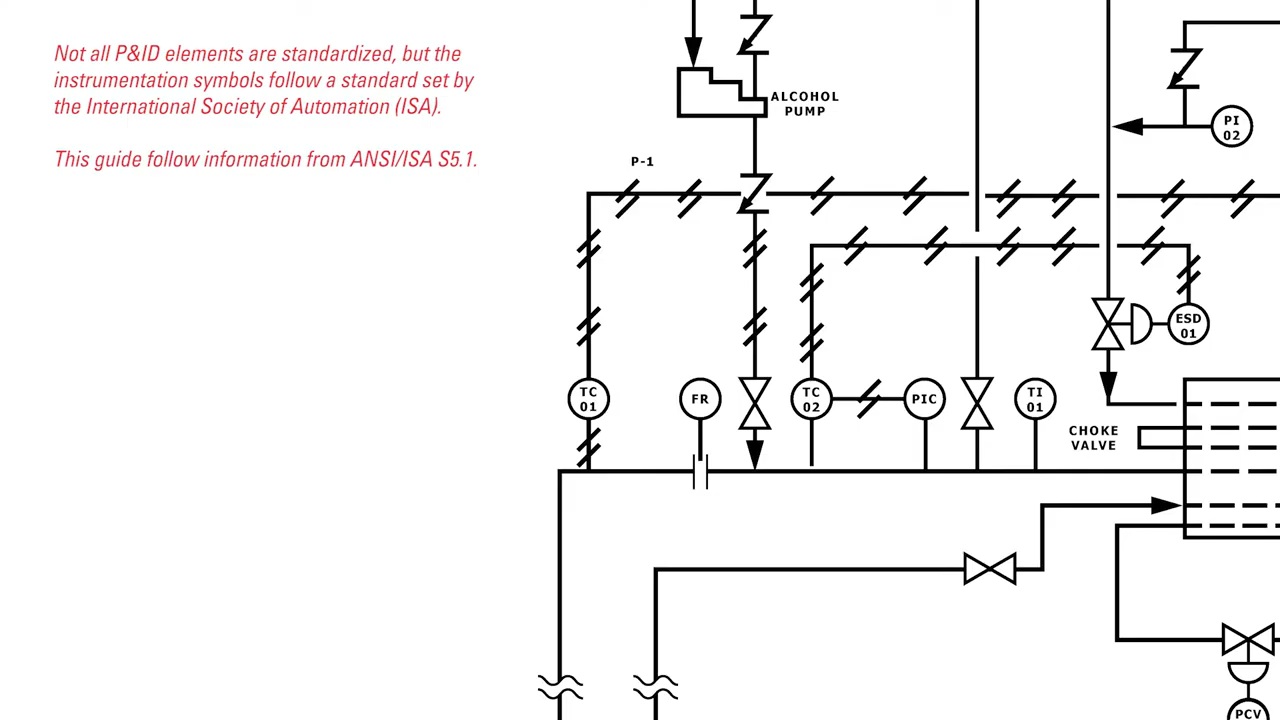 Not all P&ID elements are standardized, but the
instrumentation symbols follow a standard set by
the International Society of Automation (ISA).
This guide follow information from ANSI/ISA S5.1.
ALCOHOL
PUMP
PI
02
P-1
ESD
01
TC
01
FR
TC
02
PIC
TI
01
CHOKE
VALVE
PCV